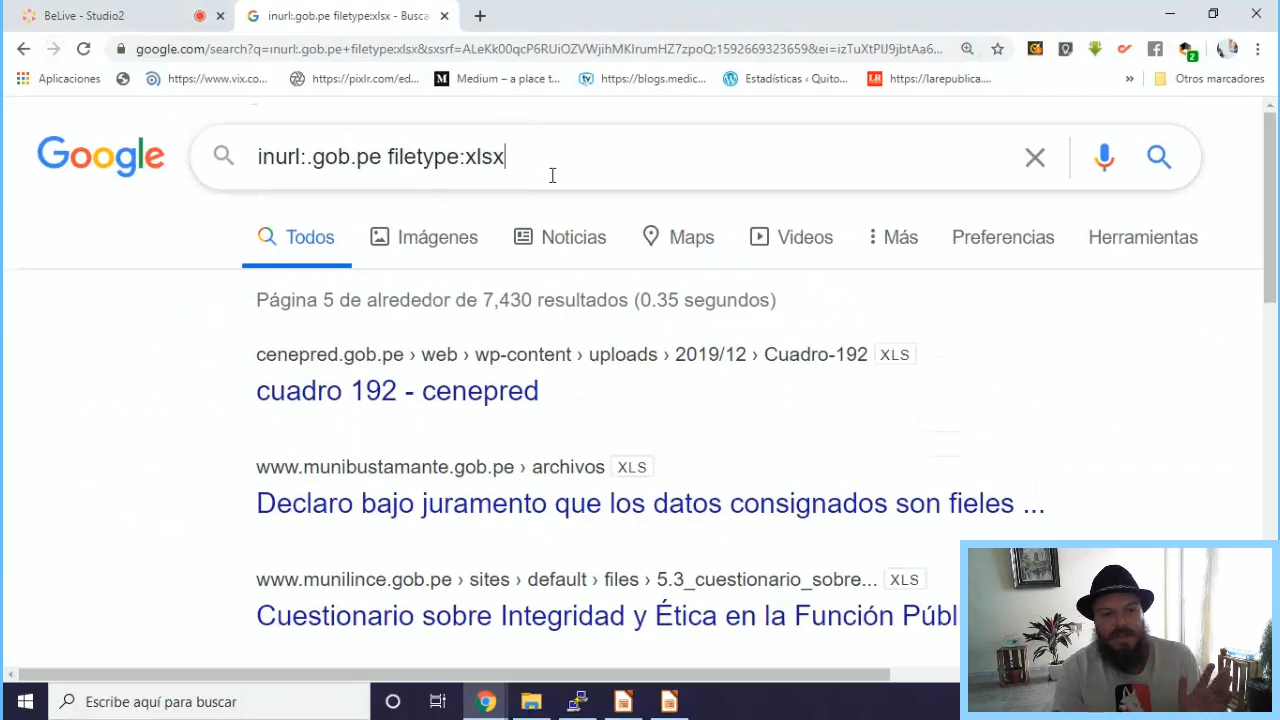 BeLive - Studio2
inurl:.gob.pe filetype:xlsx - Busca
google.com/search?q=inurl:.gob.pe+filetype:xlsx&sxsrf=ALeKk00qcP6RUiOZVWjihMKIrumHZ7zpoQ:1592669323659&ei=izTuXtPU9jbtAa6...
Aplicaciones
https://www.vix.co...
https://pixlr.com/ed...
Medium – a place t...
https://blogs.medic...
Estadísticas ‹ Quito...
https://larepublica....
»
Otros marcadores
Google
inurl:.gob.pe filetype:xlsx
Todos Imágenes Noticias Maps Videos Más Preferencias Herramientas
Página 5 de alrededor de 7,430 resultados (0.35 segundos)
cenepred.gob.pe › web › wp-content › uploads › 2019/12 › Cuadro-192 XLS
cuadro 192 - cenepred
www.munibustamante.gob.pe › archivos XLS
Declaro bajo juramento que los datos consignados son fieles ...
www.munilince.gob.pe › sites › default › files › 5.3_cuestionario_sobre... XLS
Cuestionario sobre Integridad y Ética en la Función Públ
Escribe aquí para buscar